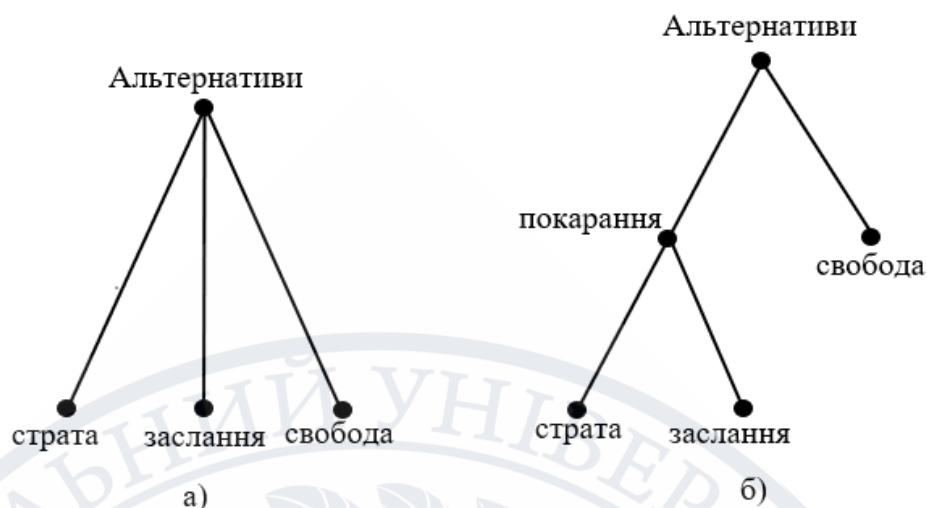 Альтернативи
страта
заслання
свобода
а)
Альтернативи
покарання
свобода
страта
заслання
б)